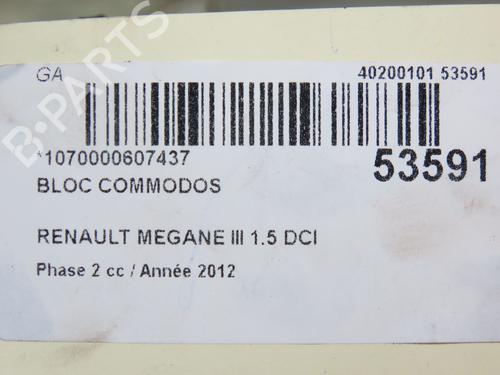 GA
40200101 53591
*1070000607437
53591
BLOC COMMODOS
RENAULT MEGANE III 1.5 DCI
Phase 2 cc / Année 2012
B-PARTS